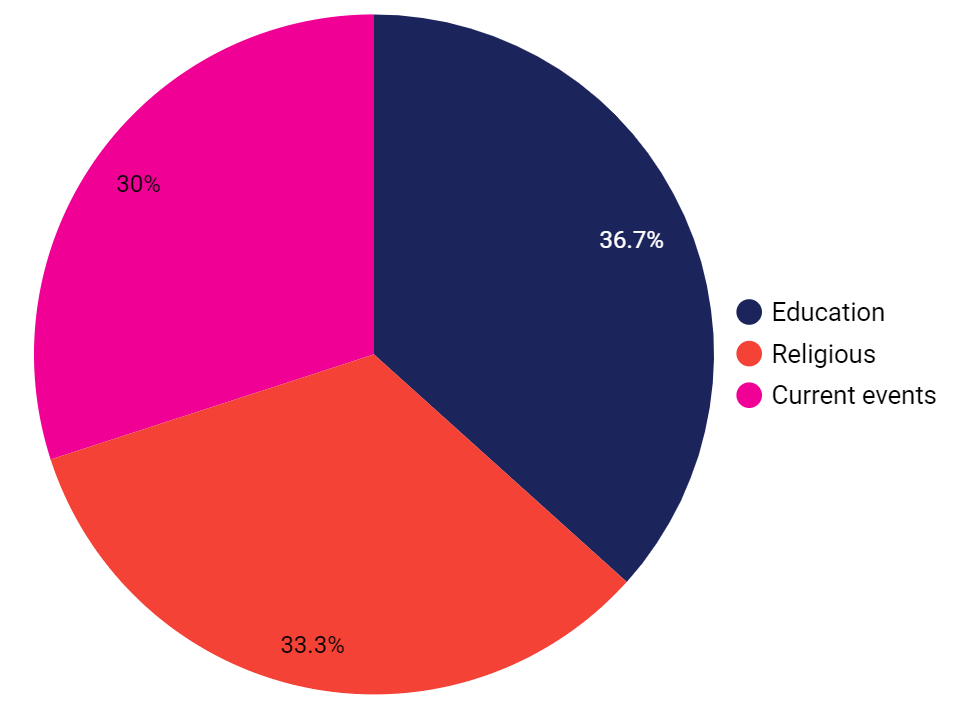 30%
36.7%
33.3%
Education
Religious
Current events